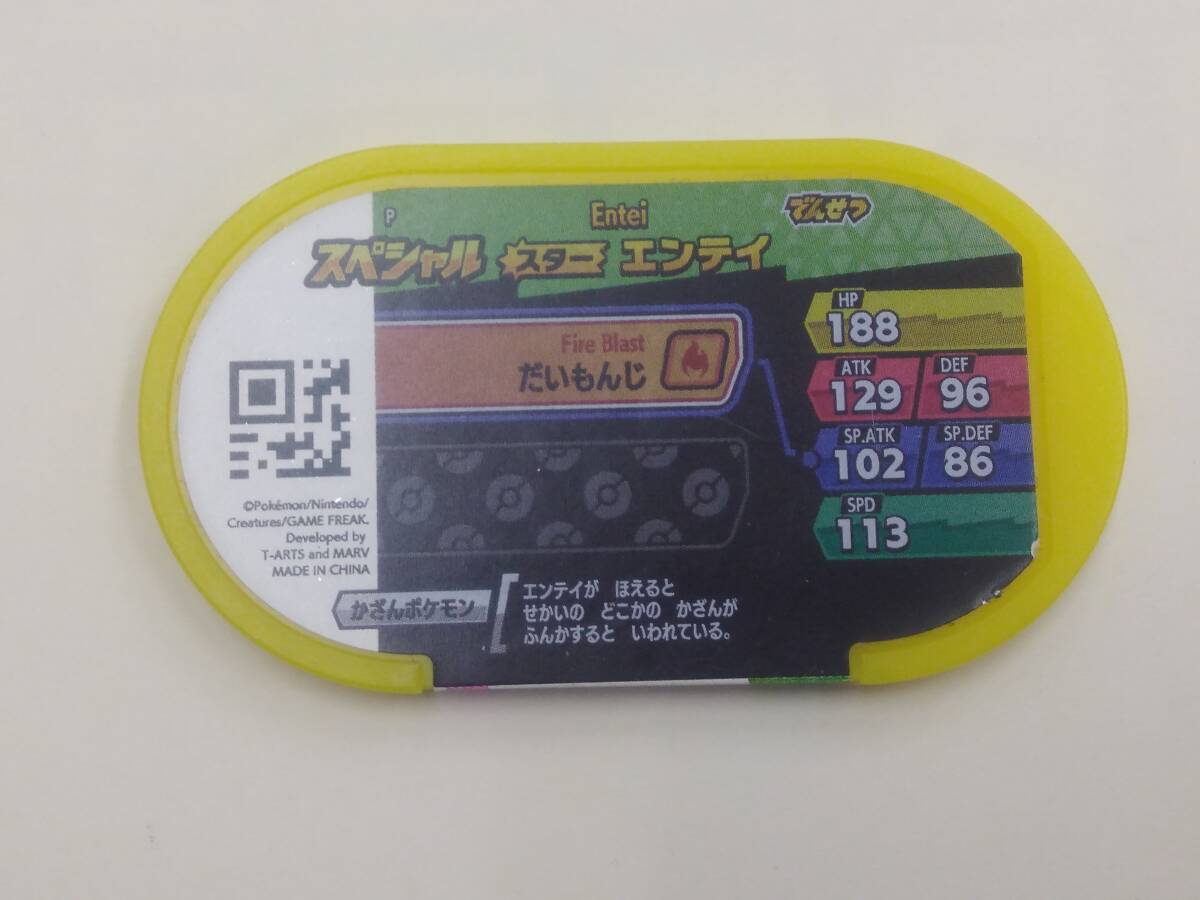 P
Entei
でんせつ
スペシャル スター エンテイ
HP
188
Fire Blast
だいもんじ
ATK
129
DEF
96
SP.ATK
102
SP.DEF
86
SPD
113
©Pokémon/Nintendo/
Creatures/GAME FREAK.
Developed by
T-ARTS and MARV
MADE IN CHINA
かざんポケモン
エンテイが ほえると
せかいの どこかの かざんが
ふんかすると いわれている。